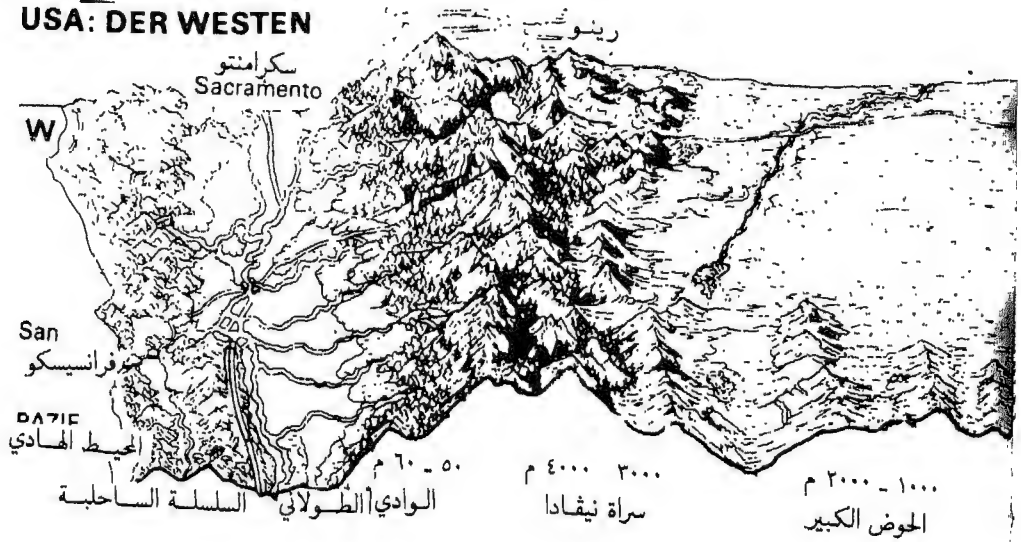 USA: DER WESTEN
رينو
سكرامنتو
Sacramento
W
San
فرانسيسكو
المحيط الهادي
٥٠ ـ ٦٠ م
٣٠٠٠ ٤٠٠٠ م
١٠٠٠ ـ ٢٠٠٠ م
السلسلة الساحلية
الوادي الطولاني
سراة نيڤادا
الحوض الكبير